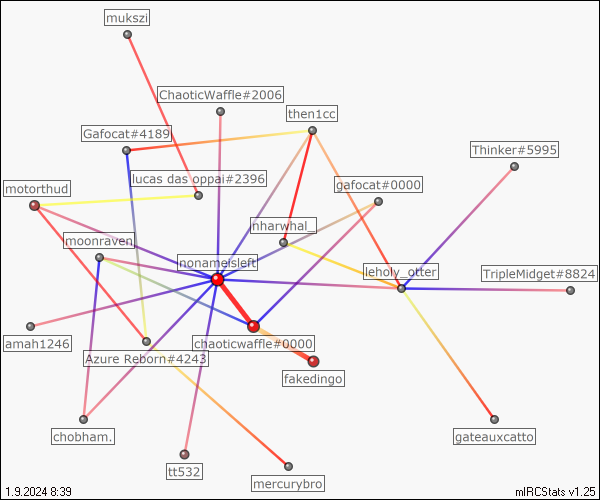 mukszi
ChaoticWaffle#2006
then1cc
Gafocat#4189
Thinker#5995
lucas das oppai#2396
gafocat#0000
motorthud
nharwhal_
moonraven
nonameisleft
leholy_otter
TripleMidget#8824
amah1246
chaoticwaffle#0000
Azure Reborn#4243
fakedingo
chobham.
gateauxcatto
tt532
mercurybro
1.9.2024 8:39
mIRCStats v1.25